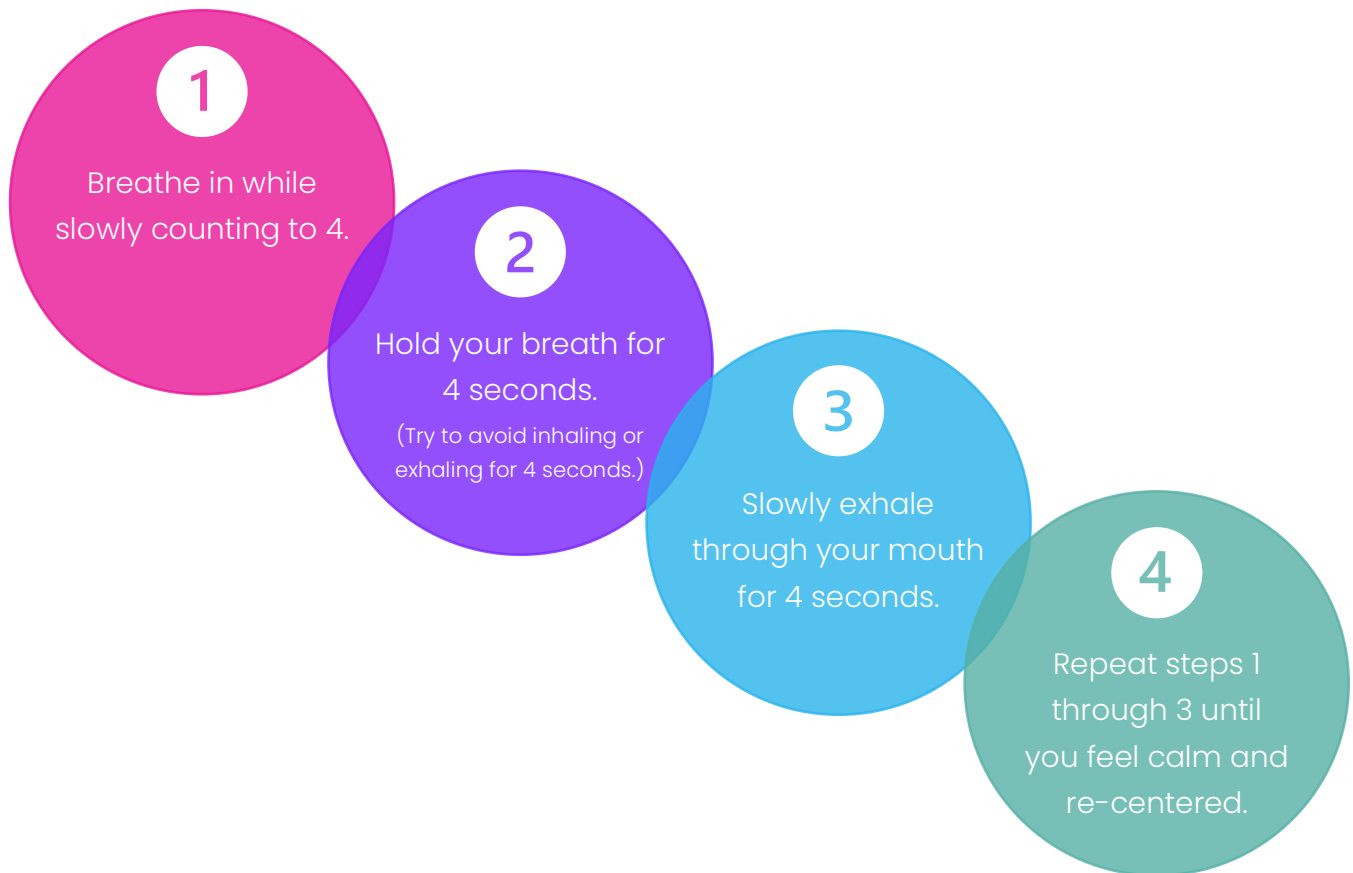 1
Breathe in while
slowly counting to 4.
2
Hold your breath for
4 seconds.
(Try to avoid inhaling or
exhaling for 4 seconds.)
3
Slowly exhale
through your mouth
for 4 seconds.
4
Repeat steps 1
through 3 until
you feel calm and
re-centered.